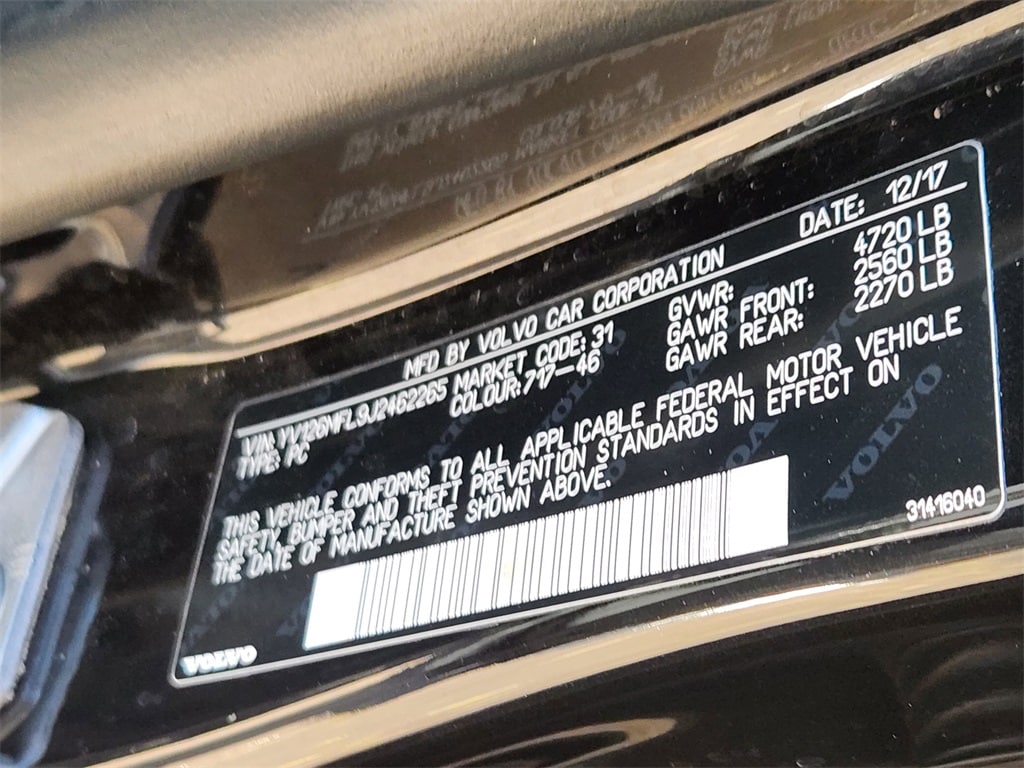 MFD BY VOLVO CAR CORPORATION DATE: 12/17
VIN: YV126MFL9J2462265 MARKET CODE: 31 GVWR: 4720 LB
TYPE: PC COLOUR: 717-46 GAWR FRONT: 2560 LB
GAWR REAR: 2270 LB
THIS VEHICLE CONFORMS TO ALL APPLICABLE FEDERAL MOTOR VEHICLE
SAFETY, BUMPER AND THEFT PREVENTION STANDARDS IN EFFECT ON
THE DATE OF MANUFACTURE SHOWN ABOVE.
31416040
VOLVO